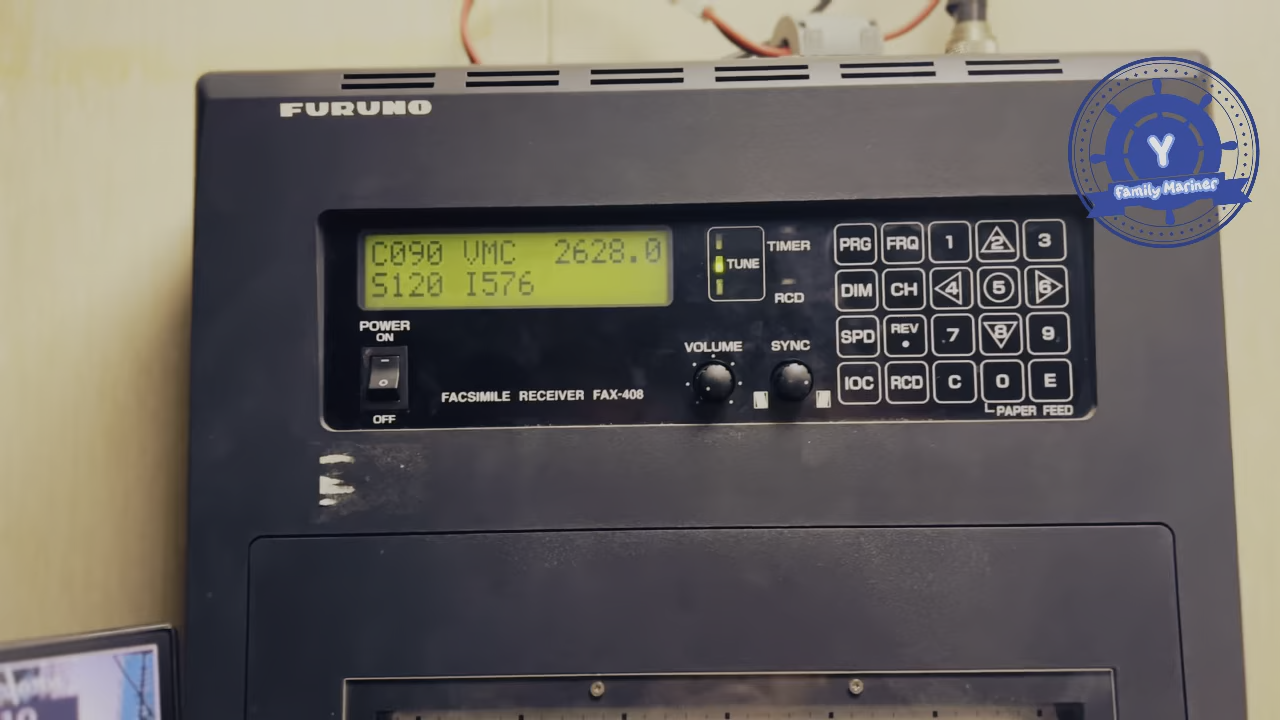 FURUNO
Y
Family Mariner
C090 VMC 2628.0
S120 I576
TUNE
TIMER
RCD
POWER
ON
OFF
FACSIMILE RECEIVER FAX-408
VOLUME
SYNC
PRG FRQ 1 2 3
DIM CH 4 5 6
SPD REV 7 8 9
IOC RCD C 0 E
PAPER FEED